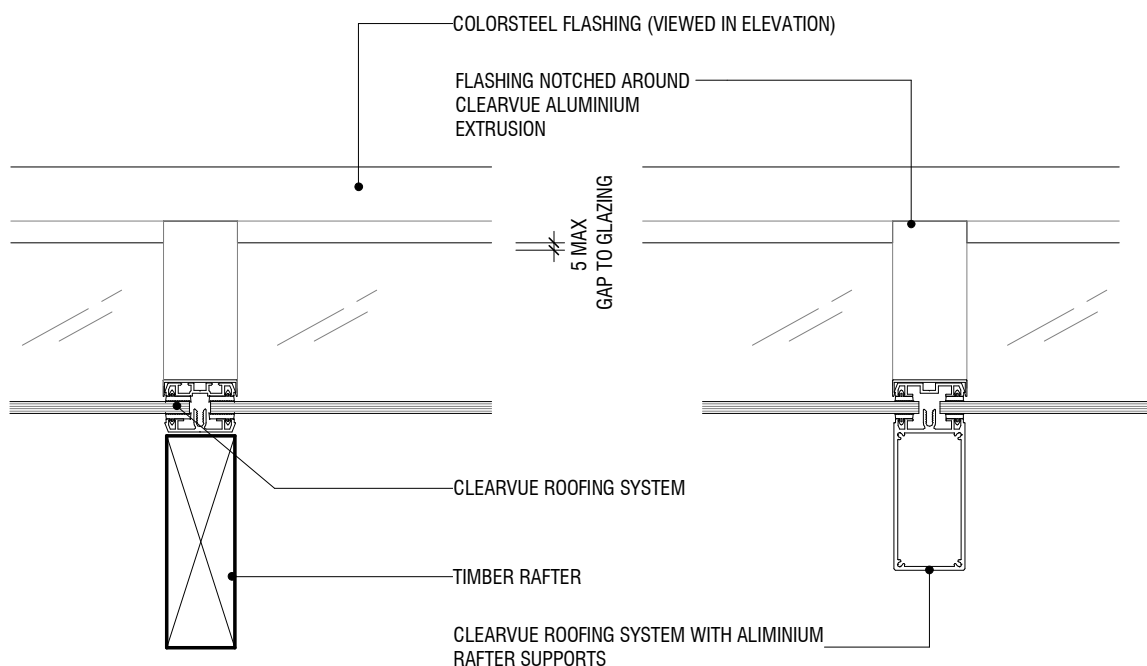 COLORSTEEL FLASHING (VIEWED IN ELEVATION)
FLASHING NOTCHED AROUND
CLEARVUE ALUMINIUM
EXTRUSION
5 MAX
GAP TO GLAZING
CLEARVUE ROOFING SYSTEM
TIMBER RAFTER
CLEARVUE ROOFING SYSTEM WITH ALIMINIUM
RAFTER SUPPORTS